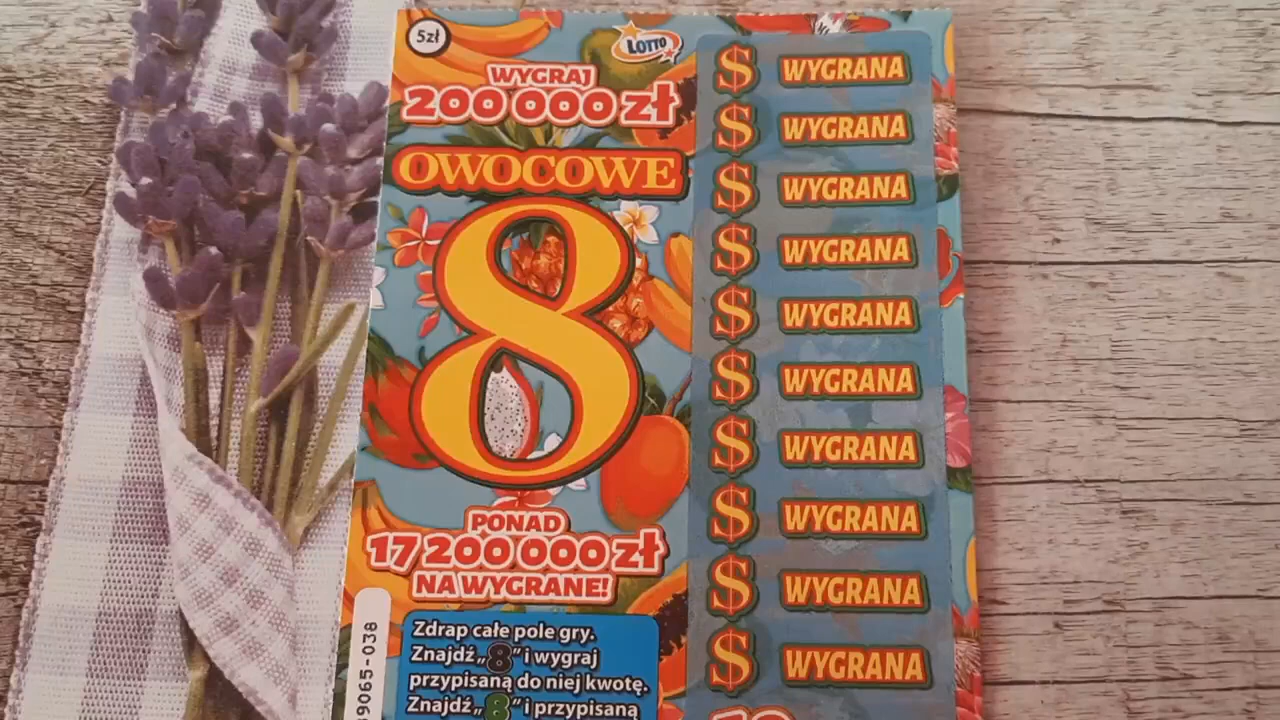 5zł
LOTTO
WYGRAJ
200 000 zł
OWOCOWE
8
PONAD
17 200 000 zł
NA WYGRANE!
Zdrap całe pole gry.
Znajdź „8” i wygraj
przypisaną do niej kwotę.
Znajdź „8” i przypisaną
9065-038
$ WYGRANA
$ WYGRANA
$ WYGRANA
$ WYGRANA
$ WYGRANA
$ WYGRANA
$ WYGRANA
$ WYGRANA
$ WYGRANA
$ WYGRANA